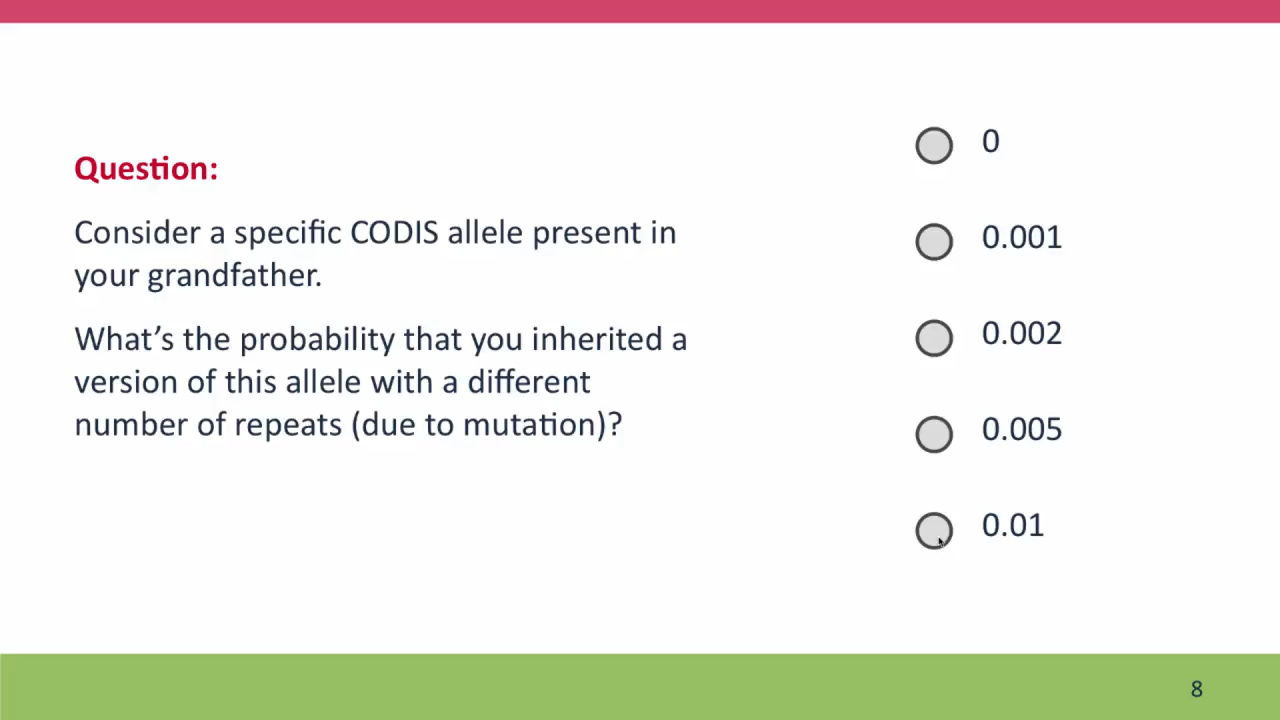 Question:
Consider a specific CODIS allele present in
your grandfather.
What’s the probability that you inherited a
version of this allele with a different
number of repeats (due to mutation)?
0
0.001
0.002
0.005
0.01
8